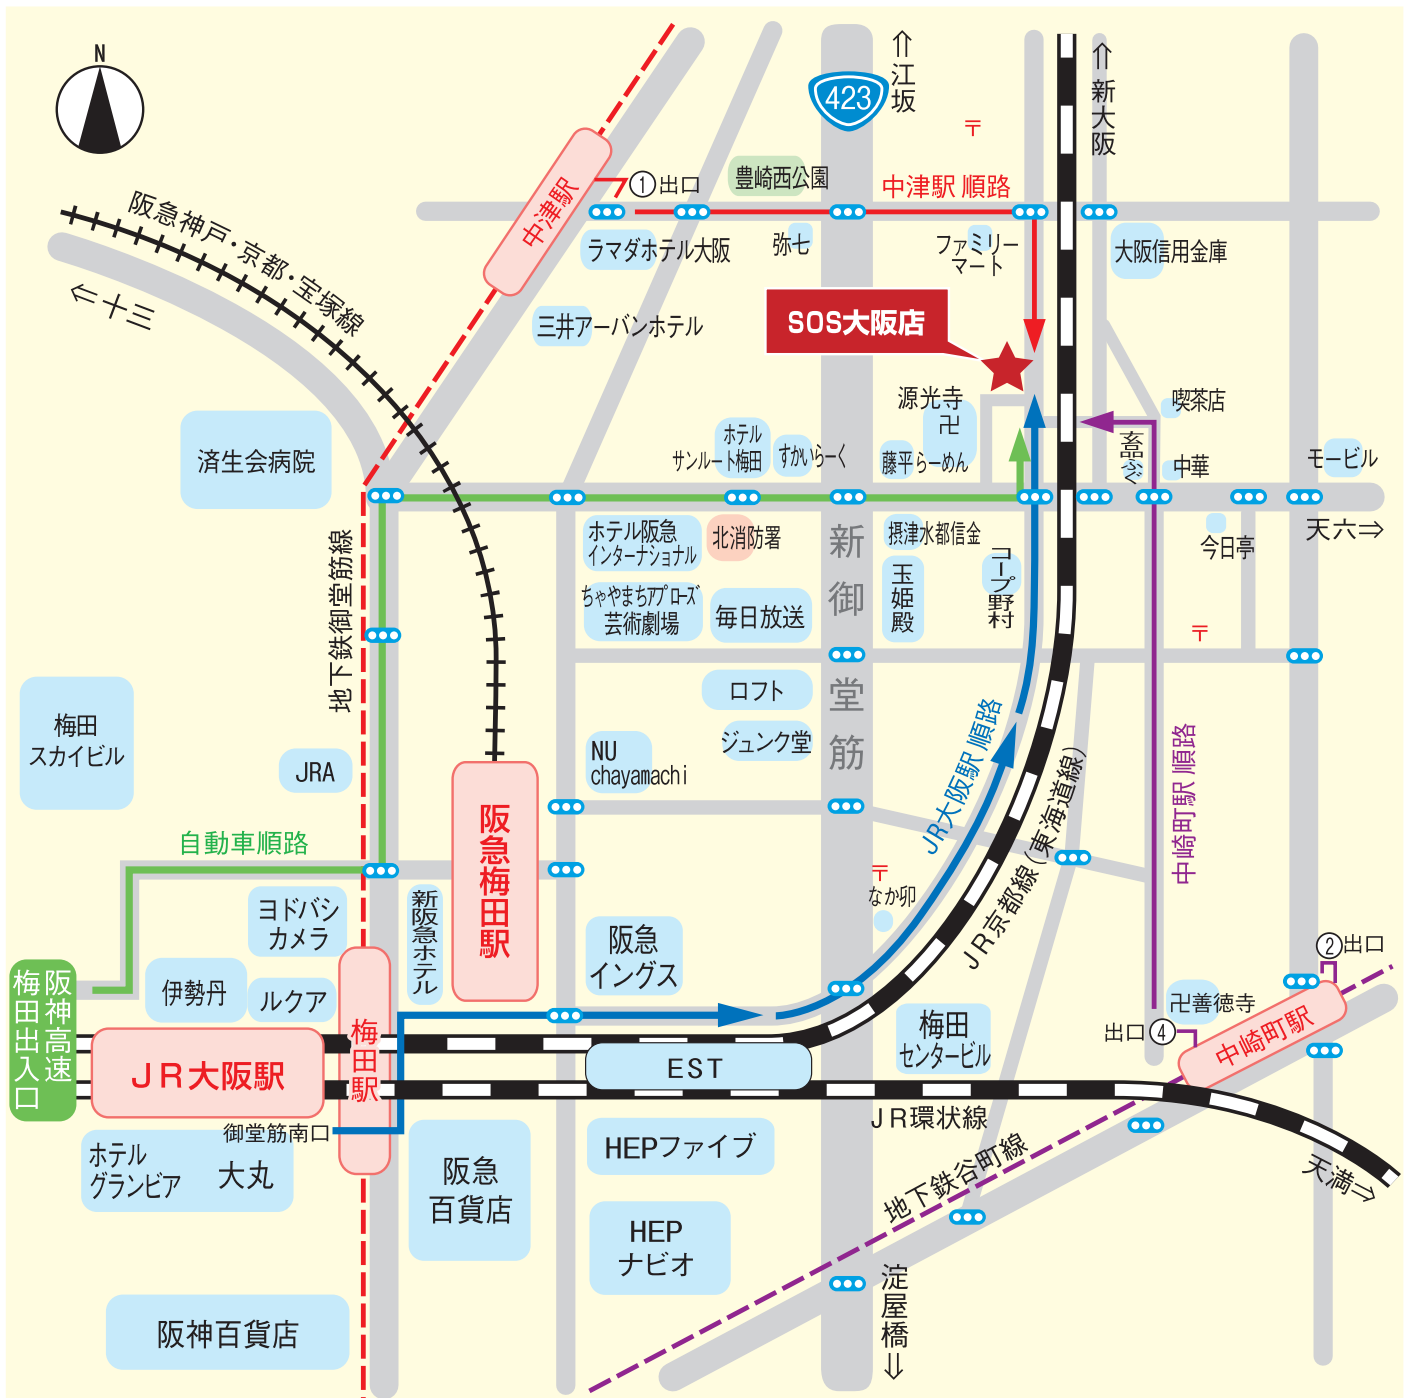 N
423
⇧江坂
⇧新大阪
〒
阪急神戸・京都・宝塚線
⇦十三
中津駅
①出口
豊崎西公園
中津駅 順路
ラマダホテル大阪
弥七
ファミリー
マート
大阪信用金庫
三井アーバンホテル
SOS大阪店
源光寺
卍
喫茶店
畜品ぶぐ
中華
モービル
済生会病院
ホテル
サンルート梅田
すかいらーく
藤平らーめん
天六⇨
今日亭
地下鉄御堂筋線
ホテル阪急
インターナショナル
北消防署
新御堂筋
摂津水都信金
玉姫殿
コープ野村
ちゃやまちアプローズ
芸術劇場
毎日放送
〒
梅田
スカイビル
ロフト
ジュンク堂
JRA
NU
chayamachi
JR大阪駅 順路
JR京都線(東海道線)
中崎町駅 順路
自動車順路
阪急梅田駅
〒
なか卯
ヨドバシ
カメラ
新阪急ホテル
阪急
イングス
②出口
阪神高速
梅田出入口
伊勢丹
ルクア
梅田駅
梅田
センタービル
卍善徳寺
出口④
中崎町駅
JR大阪駅
EST
JR環状線
御堂筋南口
ホテル
グランビア
大丸
阪急
百貨店
HEPファイブ
地下鉄谷町線
天満⇨
HEP
ナビオ
淀屋橋⇩
阪神百貨店